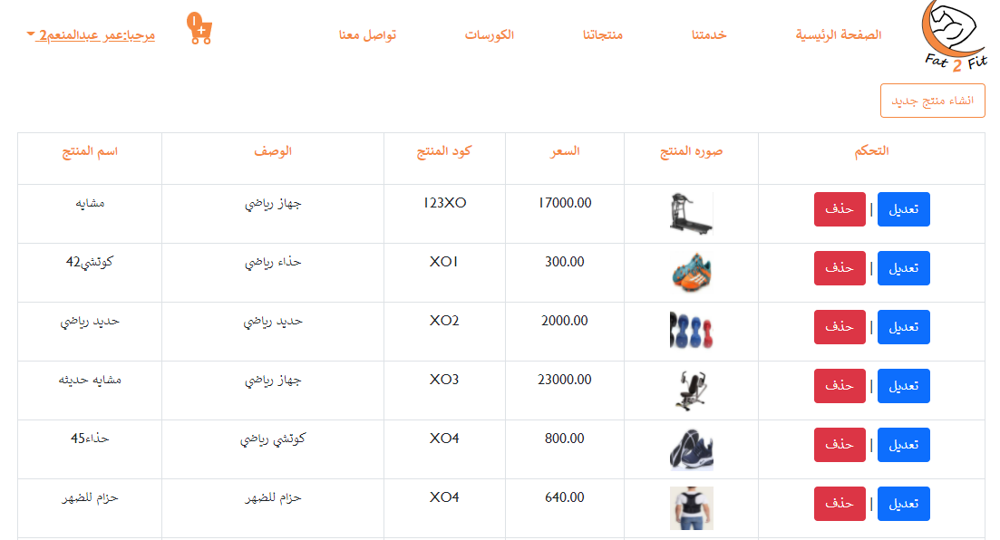 Fat 2 Fit
الصفحة الرئيسية
خدمتنا
منتجاتنا
الكورسات
تواصل معنا
1
مرحبا:عمر عبدالمنعم2
انشاء منتج جديد
التحكم صوره المنتج السعر كود المنتج الوصف اسم المنتج
تعديل | حذف 17000.00 123XO جهاز رياضي مشايه
تعديل | حذف 300.00 XO1 حذاء رياضي كوتشي42
تعديل | حذف 2000.00 XO2 حديد رياضي حديد رياضي
تعديل | حذف 23000.00 XO3 جهاز رياضي مشايه حديثه
تعديل | حذف 800.00 XO4 كوتشي رياضي حذاء45
تعديل | حذف 640.00 XO4 حزام للضهر حزام للضهر